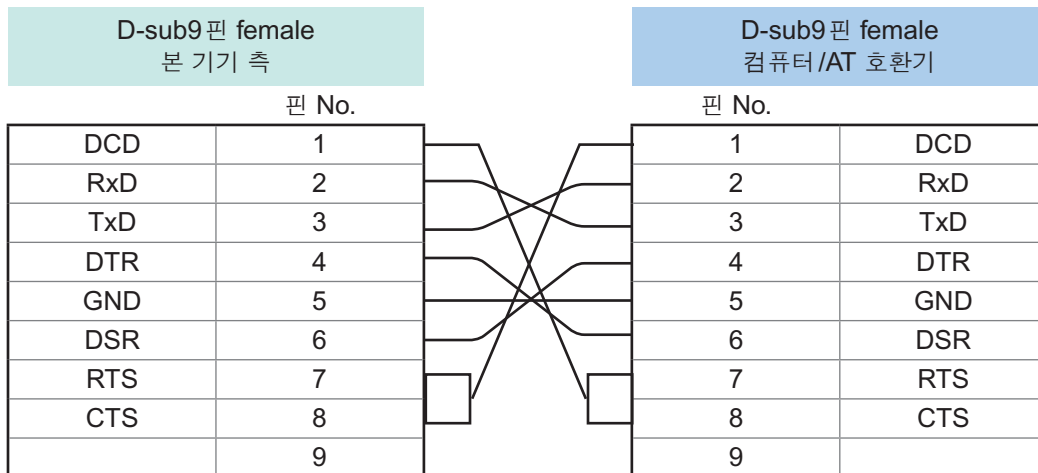 D-sub9핀 female D-sub9핀 female
본 기기 측 컴퓨터/AT 호환기
핀 No. 핀 No.
DCD 1 1 DCD
RxD 2 2 RxD
TxD 3 3 TxD
DTR 4 4 DTR
GND 5 5 GND
DSR 6 6 DSR
RTS 7 7 RTS
CTS 8 8 CTS
9 9